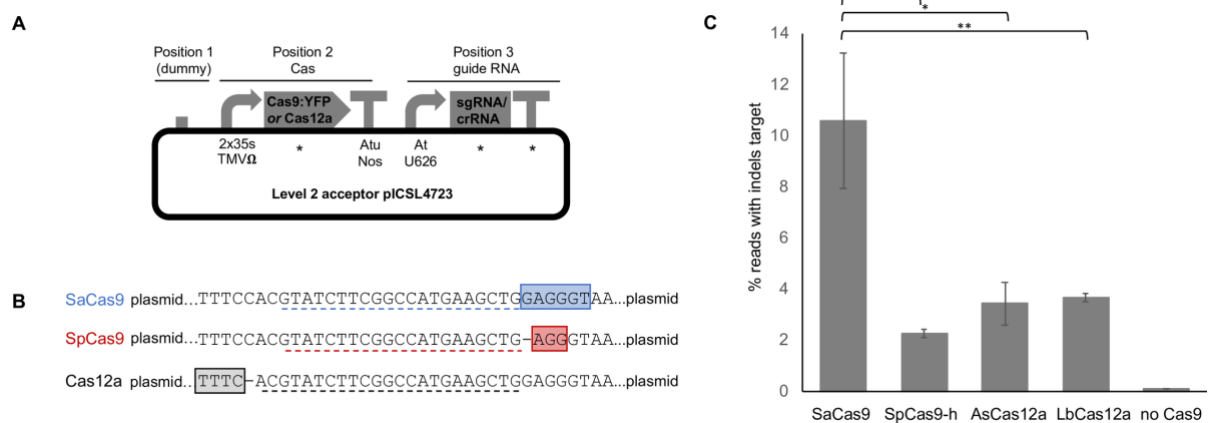 A
Position 1
(dummy)
Position 2
Cas
Position 3
guide RNA
Cas9:YFP
or Cas12a
sgRNA/
crRNA
2x35s
TMVΩ
*
Atu
Nos
At
U626
*
*
Level 2 acceptor pICSL4723
B
SaCas9 plasmid...TTTCCACGTATCTTCGGCCATGAAGCTGGAGGGTAA...plasmid
SpCas9 plasmid...TTTCCACGTATCTTCGGCCATGAAGCTG–AGGGTAA...plasmid
Cas12a plasmid..TTTC–ACGTATCTTCGGCCATGAAGCTGGAGGGTAA...plasmid
C
*
**
% reads with indels target
14
12
10
8
6
4
2
0
SaCas9 SpCas9-h AsCas12a LbCas12a no Cas9